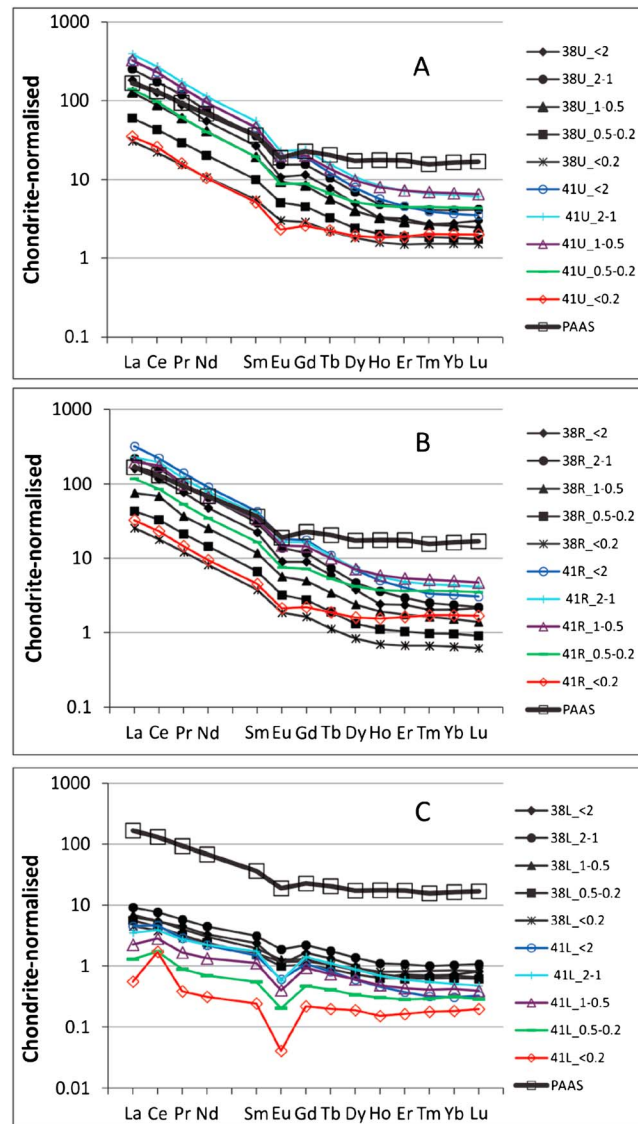 A
Chondrite-normalised
1000
100
10
1
0.1
La Ce Pr Nd Sm Eu Gd Tb Dy Ho Er Tm Yb Lu
38U_<2
38U_2-1
38U_1-0.5
38U_0.5-0.2
38U_<0.2
41U_<2
41U_2-1
41U_1-0.5
41U_0.5-0.2
41U_<0.2
PAAS
B
Chondrite-normalised
1000
100
10
1
0.1
La Ce Pr Nd Sm Eu Gd Tb Dy Ho Er Tm Yb Lu
38R_<2
38R_2-1
38R_1-0.5
38R_0.5-0.2
38R_<0.2
41R_<2
41R_2-1
41R_1-0.5
41R_0.5-0.2
41R_<0.2
PAAS
C
Chondrite-normalised
1000
100
10
1
0.1
0.01
La Ce Pr Nd Sm Eu Gd Tb Dy Ho Er Tm Yb Lu
38L_<2
38L_2-1
38L_1-0.5
38L_0.5-0.2
38L_<0.2
41L_<2
41L_2-1
41L_1-0.5
41L_0.5-0.2
41L_<0.2
PAAS